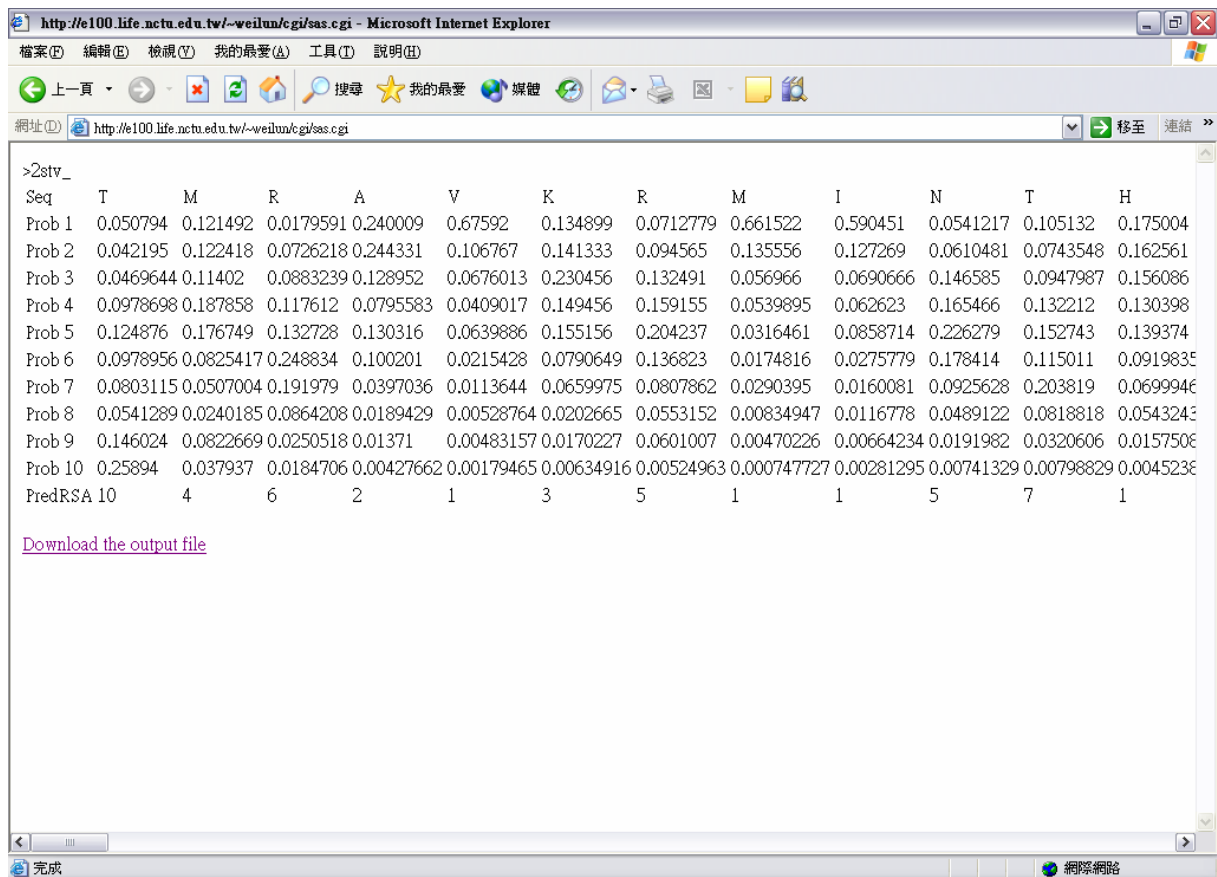 http://e100.life.nctu.edu.tw/~weilun/cgi/sas.cgi - Microsoft Internet Explorer
檔案(F) 編輯(E) 檢視(V) 我的最愛(A) 工具(T) 說明(H)
上一頁 搜尋 我的最愛 媒體
網址(D) http://e100.life.nctu.edu.tw/~weilun/cgi/sas.cgi 移至 連結 »
>2stv_
Seq T M R A V K R M I N T H
Prob 1 0.050794 0.121492 0.0179591 0.240009 0.67592 0.134899 0.0712779 0.661522 0.590451 0.0541217 0.105132 0.175004
Prob 2 0.042195 0.122418 0.0726218 0.244331 0.106767 0.141333 0.094565 0.135556 0.127269 0.0610481 0.0743548 0.162561
Prob 3 0.0469644 0.11402 0.0883239 0.128952 0.0676013 0.230456 0.132491 0.056966 0.0690666 0.146585 0.0947987 0.156086
Prob 4 0.0978698 0.187858 0.117612 0.0795583 0.0409017 0.149456 0.159155 0.0539895 0.062623 0.165466 0.132212 0.130398
Prob 5 0.124876 0.176749 0.132728 0.130316 0.0639886 0.155156 0.204237 0.0316461 0.0858714 0.226279 0.152743 0.139374
Prob 6 0.0978956 0.0825417 0.248834 0.100201 0.0215428 0.0790649 0.136823 0.0174816 0.0275779 0.178414 0.115011 0.0919835
Prob 7 0.0803115 0.0507004 0.191979 0.0397036 0.0113644 0.0659975 0.0807862 0.0290395 0.0160081 0.0925628 0.203819 0.0699946
Prob 8 0.0541289 0.0240185 0.0864208 0.0189429 0.00528764 0.0202665 0.0553152 0.00834947 0.0116778 0.0489122 0.0818818 0.0543243
Prob 9 0.146024 0.0822669 0.0250518 0.01371 0.00483157 0.0170227 0.0601007 0.00470226 0.00664234 0.0191982 0.0320606 0.0157508
Prob 10 0.25894 0.037937 0.0184706 0.00427662 0.00179465 0.00634916 0.00524963 0.000747727 0.00281295 0.00741329 0.00798829 0.0045238
PredRSA 10 4 6 2 1 3 5 1 1 5 7 1
Download the output file
完成 網際網路